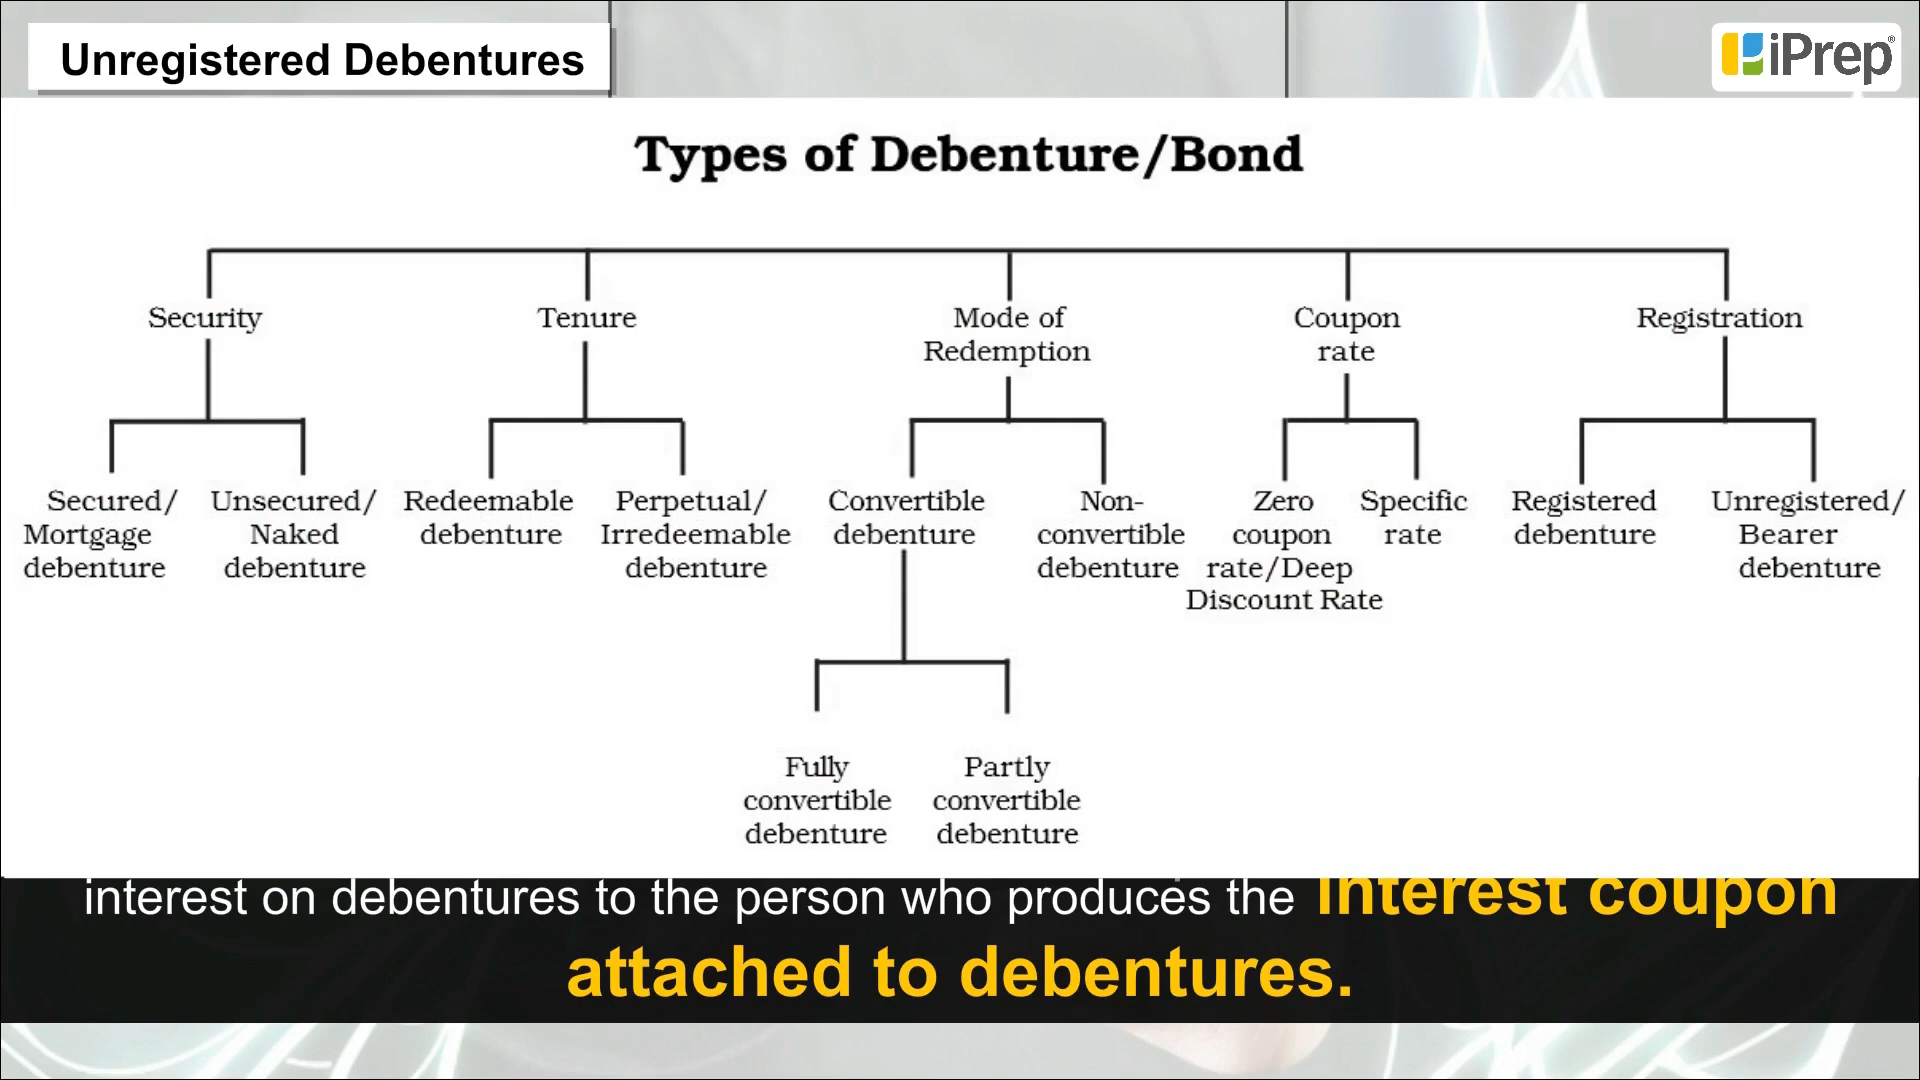 Unregistered Debentures
iPrep®
Types of Debenture/Bond
Security
Tenure
Mode of
Redemption
Coupon
rate
Registration
Secured/
Mortgage
debenture
Unsecured/
Naked
debenture
Redeemable
debenture
Perpetual/
Irredeemable
debenture
Convertible
debenture
Non-
convertible
debenture
Zero
coupon
rate/Deep
Discount Rate
Specific
rate
Registered
debenture
Unregistered/
Bearer
debenture
Fully
convertible
debenture
Partly
convertible
debenture
interest on debentures to the person who produces the interest coupon
attached to debentures.